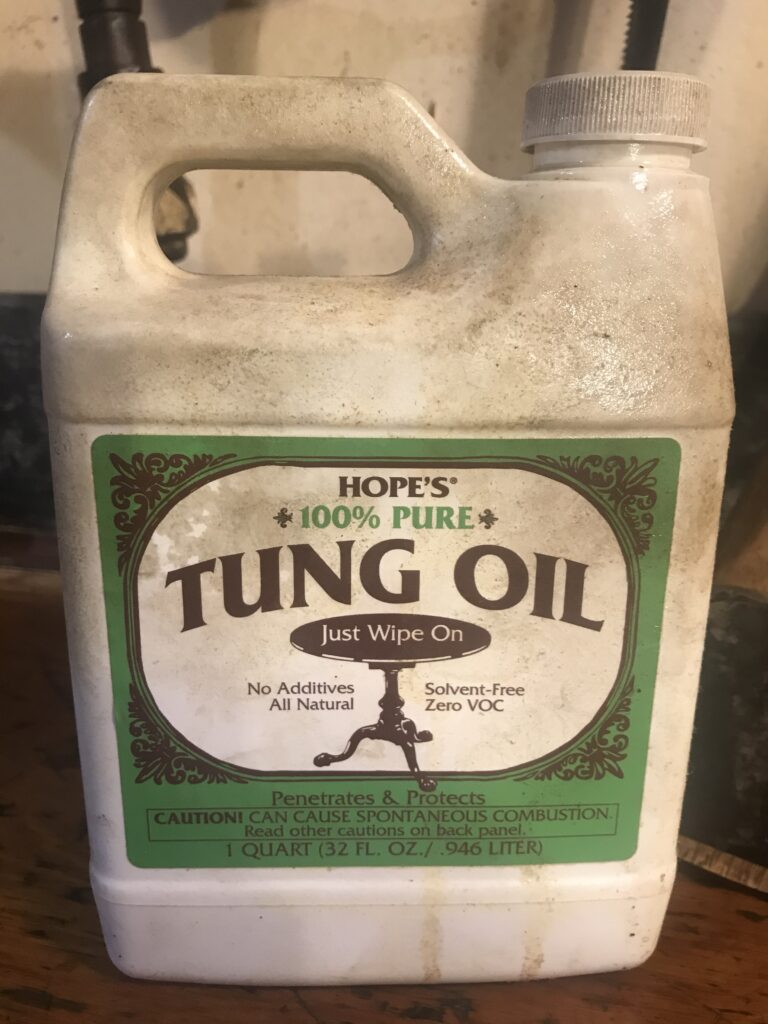 HOPE'S®
100% PURE
TUNG OIL
Just Wipe On
No Additives
All Natural
Solvent-Free
Zero VOC
Penetrates & Protects
CAUTION! CAN CAUSE SPONTANEOUS COMBUSTION.
Read other cautions on back panel.
1 QUART (32 FL. OZ./ .946 LITER)